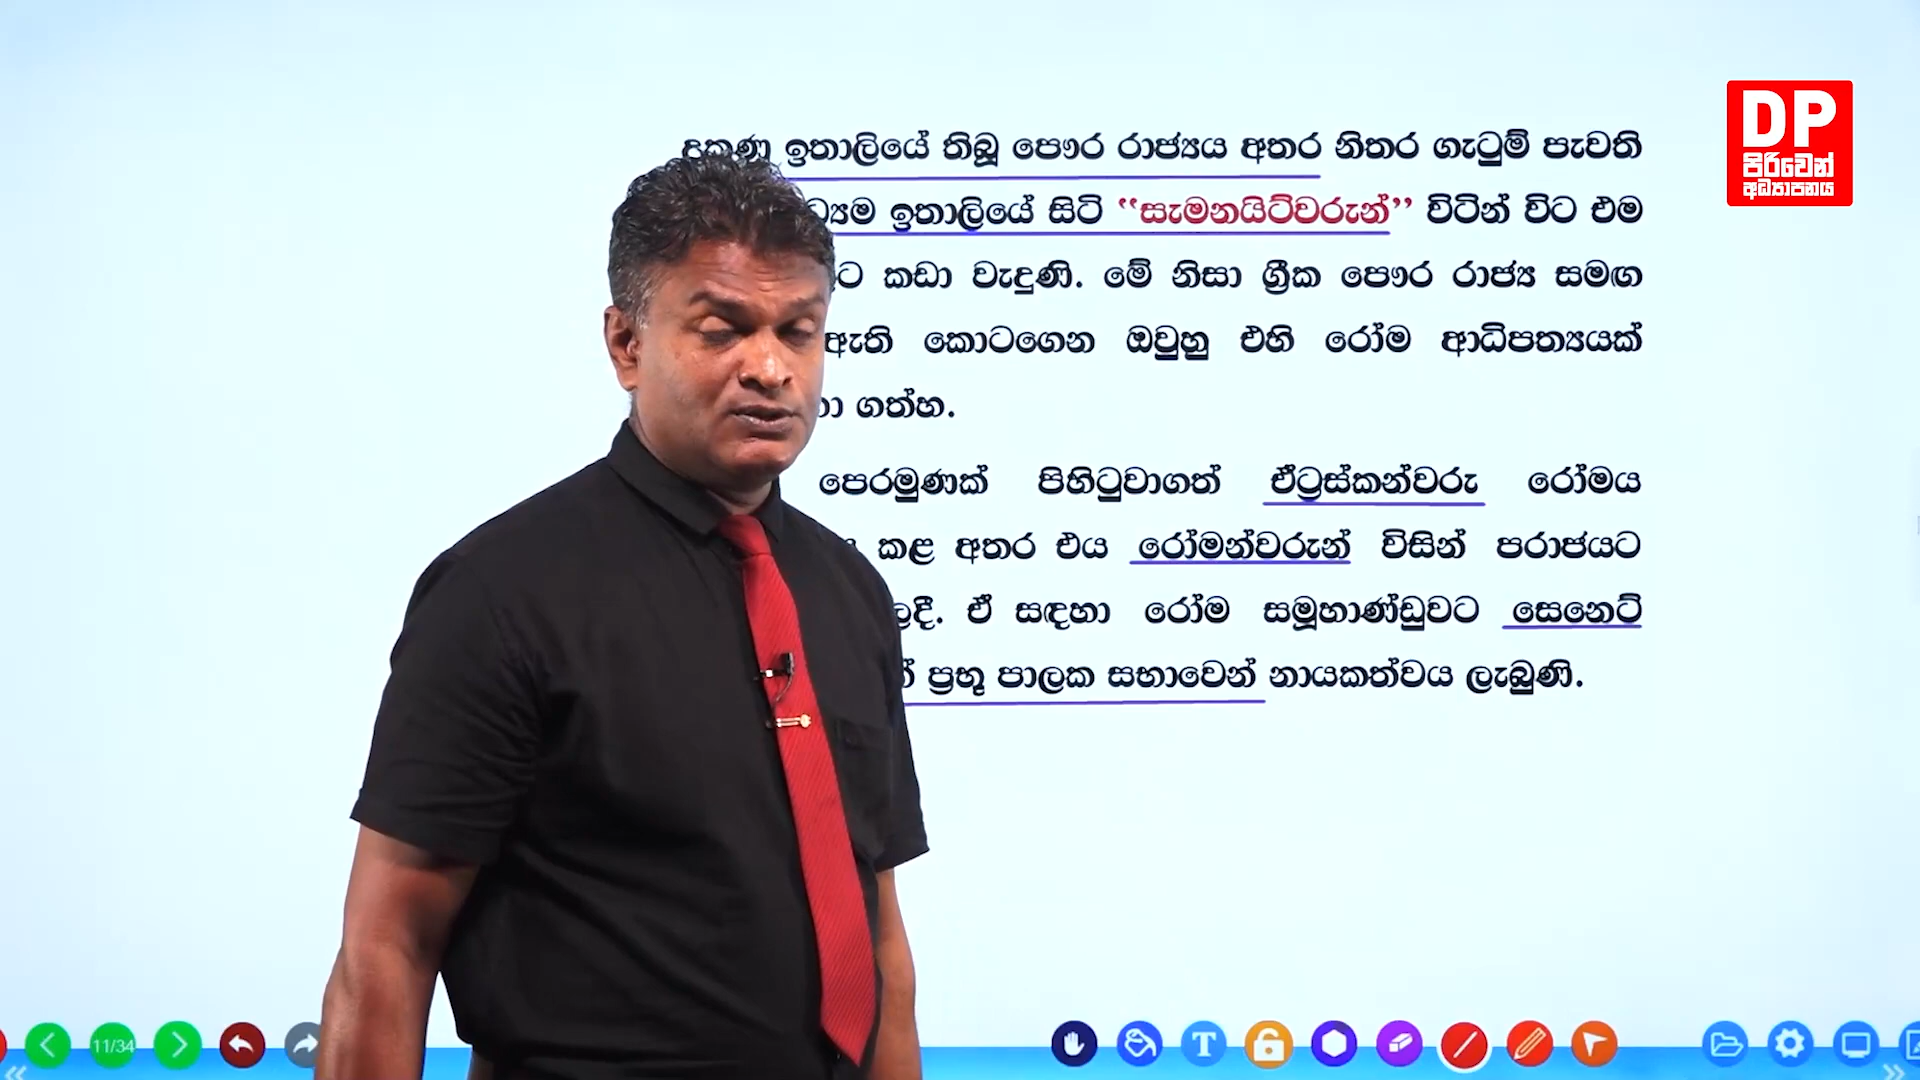 දකුණු ඉතාලියේ තිබූ පෞර රාජ්‍යය අතර නිතර ගැටුම් පැවති
ඉතාලියේ සිටි “සැමනයිට්වරුන්” විටින් විට එම
කඩා වැදුණි. මේ නිසා ග්‍රීක පෞර රාජ්‍ය සමඟ
ඇති කොටගෙන ඔවුහු එහි රෝම ආධිපත්‍යයක්
ගත්හ.
පෙරමුණක් පිහිටුවාගත් ඒට්‍රස්කන්වරු රෝමය
කළ අතර එය රෝමන්වරුන් විසින් පරාජයට
ඒ සඳහා රෝම සමූහාණ්ඩුවට සෙනෙට්
ප්‍රභූ පාලක සභාවෙන් නායකත්වය ලැබුණි.
DP
පිරිවෙන්
අධ්‍යාපනය
11/34
T